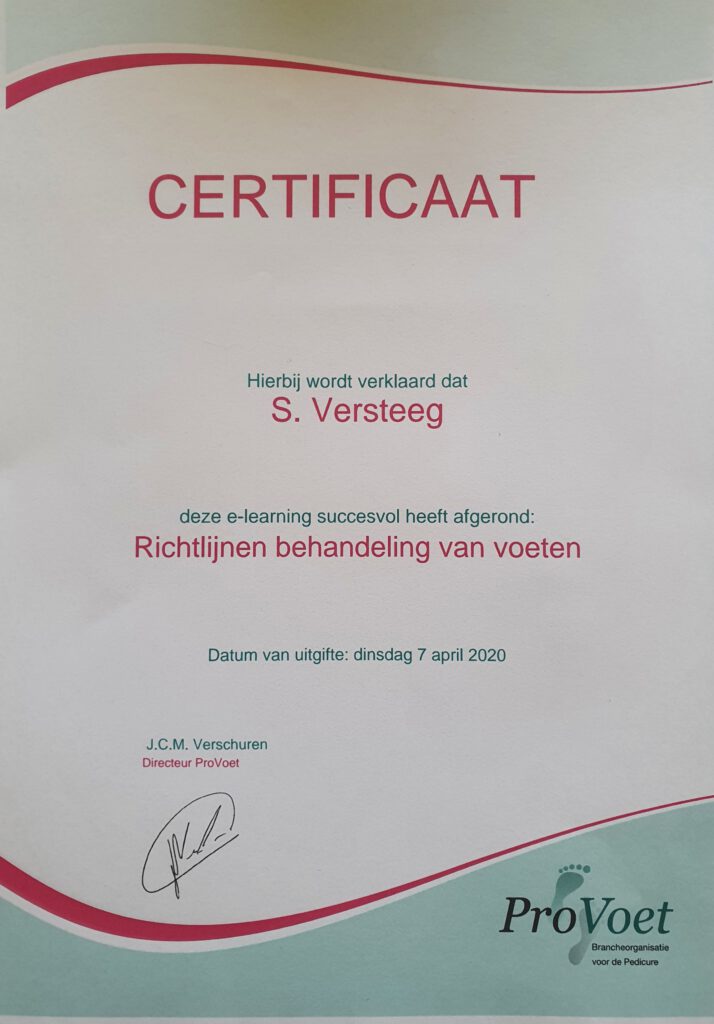 CERTIFICAAT
Hierbij wordt verklaard dat
S. Versteeg
deze e-learning succesvol heeft afgerond:
Richtlijnen behandeling van voeten
Datum van uitgifte: dinsdag 7 april 2020
J.C.M. Verschuren
Directeur ProVoet
ProVoet
Brancheorganisatie
voor de Pedicure